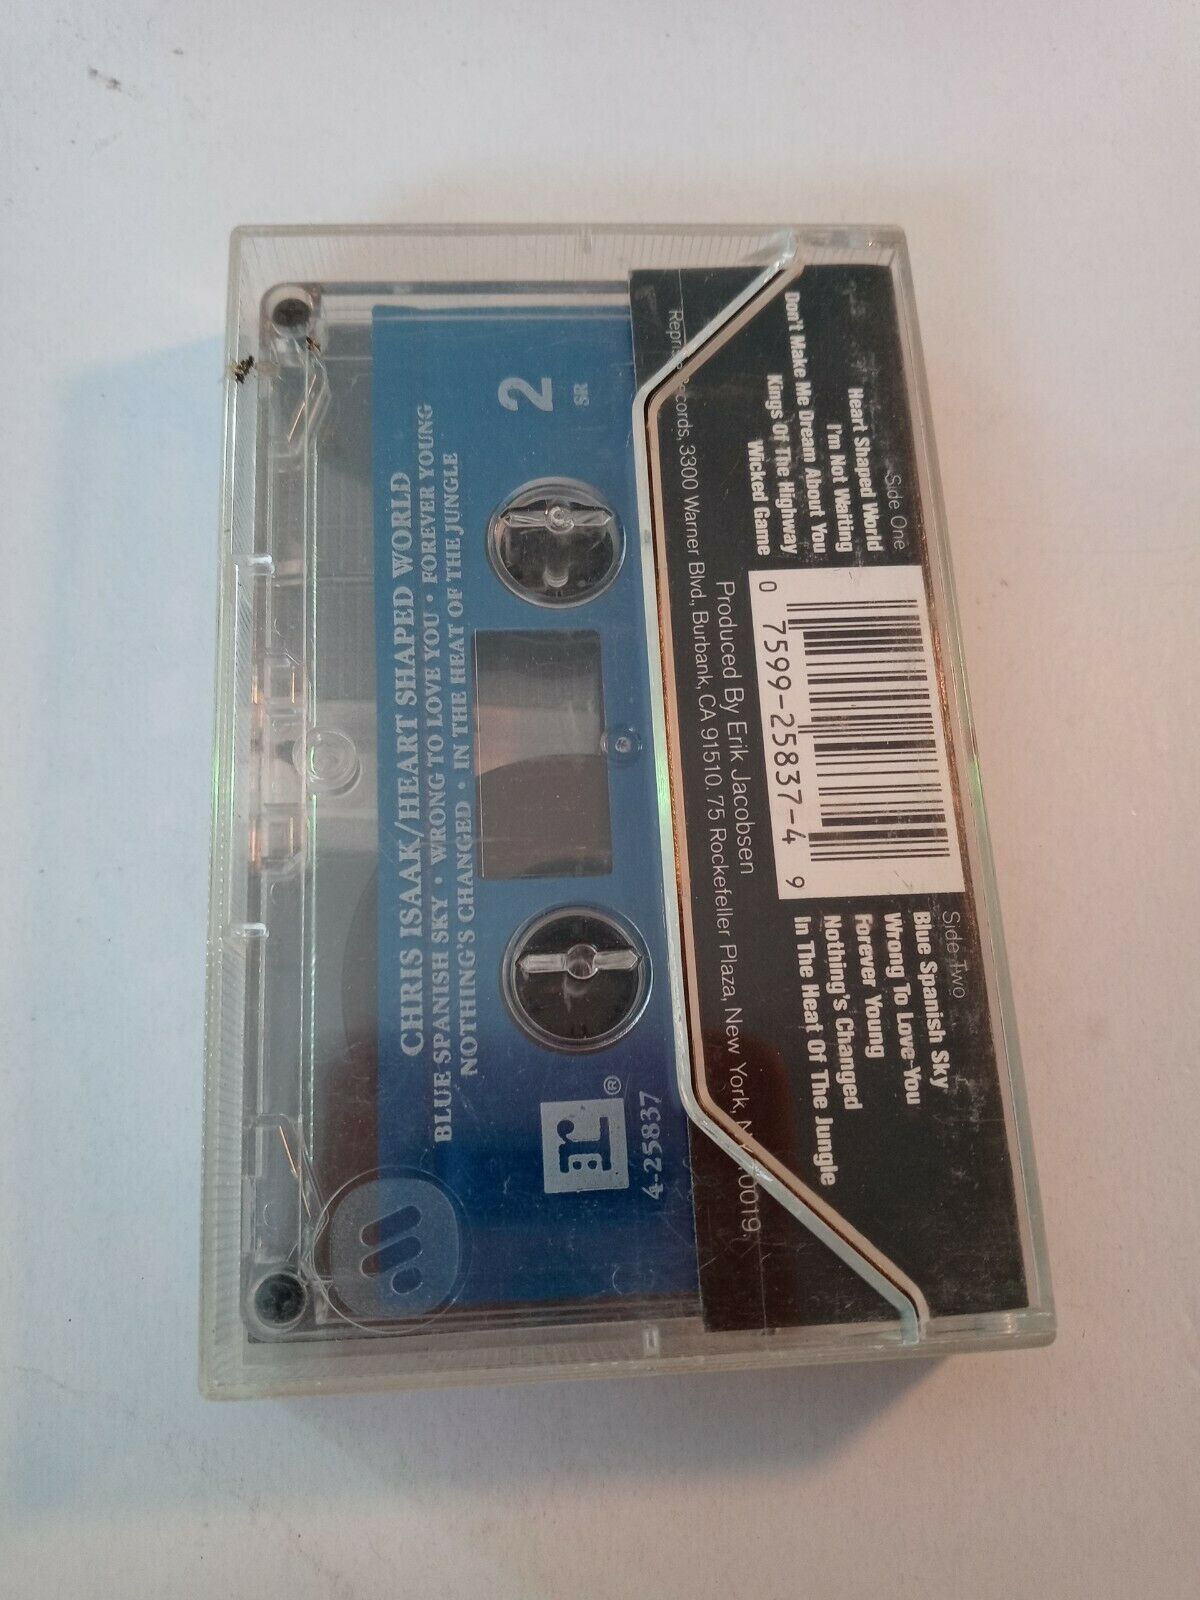 Side One
Heart Shaped World
I'm Not Waiting
Don't Make Me Dream About You
Kings Of The Highway
Wicked Game
0 7599-25837-4 9
Side Two
Blue Spanish Sky
Wrong To Love You
Forever Young
Nothing's Changed
In The Heat Of The Jungle
Produced By Erik Jacobsen
Records, 3300 Warner Blvd., Burbank, CA 91510. 75 Rockefeller Plaza, New York,
2
SR
CHRIS ISAAK/HEART SHAPED WORLD
BLUE SPANISH SKY • WRONG TO LOVE YOU • FOREVER YOUNG
NOTHING'S CHANGED • IN THE HEAT OF THE JUNGLE
r: ®
4-25837